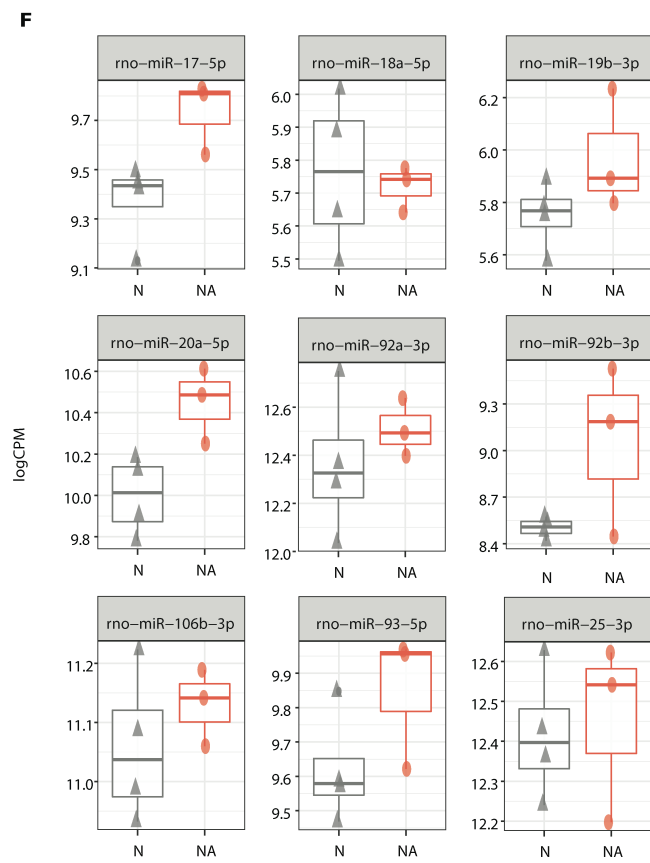 F
rno−miR−17−5p
rno−miR−18a−5p
rno−miR−19b−3p
9.7
9.5
9.3
9.1
6.0
5.9
5.8
5.7
5.6
5.5
6.2
6.0
5.8
5.6
N NA
N NA
N NA
rno−miR−20a−5p
rno−miR−92a−3p
rno−miR−92b−3p
logCPM
10.6
10.4
10.2
10.0
9.8
12.6
12.4
12.2
12.0
9.3
9.0
8.7
8.4
N NA
N NA
N NA
rno−miR−106b−3p
rno−miR−93−5p
rno−miR−25−3p
11.2
11.1
11.0
9.9
9.8
9.7
9.6
9.5
12.6
12.5
12.4
12.3
12.2
N NA
N NA
N NA